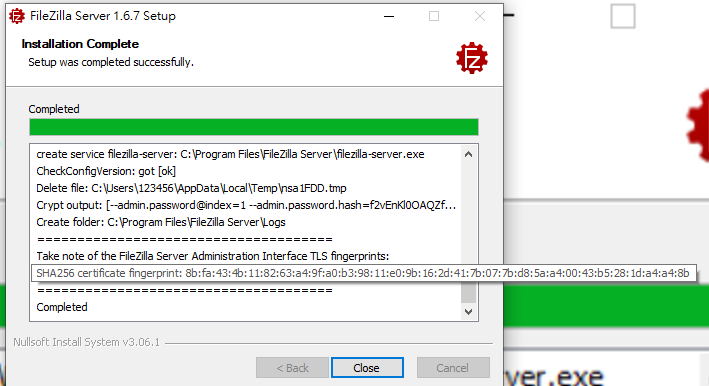 FileZilla Server 1.6.7 Setup
Installation Complete
Setup was completed successfully.
Completed
create service filezilla-server: C:\Program Files\FileZilla Server\filezilla-server.exe
CheckConfigVersion: got [ok]
Delete file: C:\Users\123456\AppData\Local\Temp\nsa1FDD.tmp
Crypt output: [--admin.password@index=1 --admin.password.hash=f2vEnKl0OAQZf...
Create folder: C:\Program Files\FileZilla Server\Logs
=====================================
Take note of the FileZilla Server Administration Interface TLS fingerprints:
SHA256 certificate fingerprint: 8b:fa:43:4b:11:82:63:a4:9f:a0:b3:98:11:e0:9b:16:2d:41:7b:07:7b:d8:5a:a4:00:43:b5:28:1d:a4:a4:8b
=====================================
Completed
Nullsoft Install System v3.06.1
< Back
Close
Cancel
ver.exe